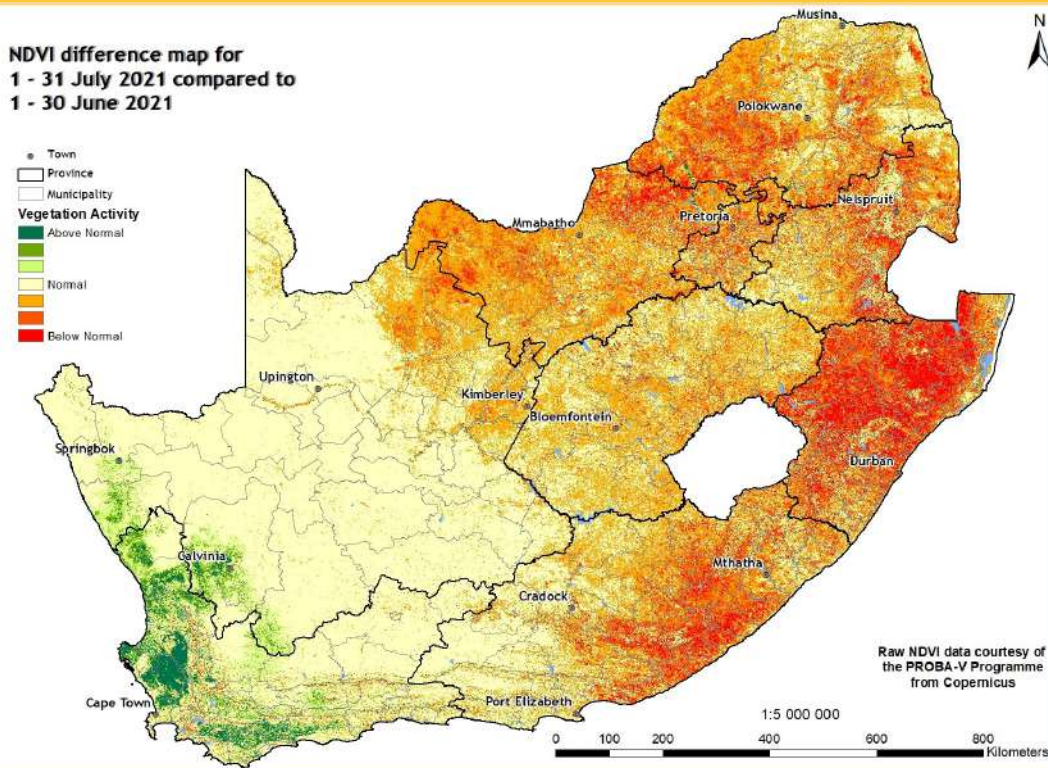 NDVI difference map for
1 - 31 July 2021 compared to
1 - 30 June 2021
Town
Province
Municipality
Vegetation Activity
Above Normal
Normal
Below Normal
N
Musina
Polokwane
Nelspruit
Pretoria
Mmabatho
Upington
Kimberley
Bloemfontein
Springbok
Durban
Calvinia
Mthatha
Cradock
Cape Town
Port Elizabeth
Raw NDVI data courtesy of
the PROBA-V Programme
from Copernicus
1:5 000 000
0 100 200 400 600 800
Kilometers